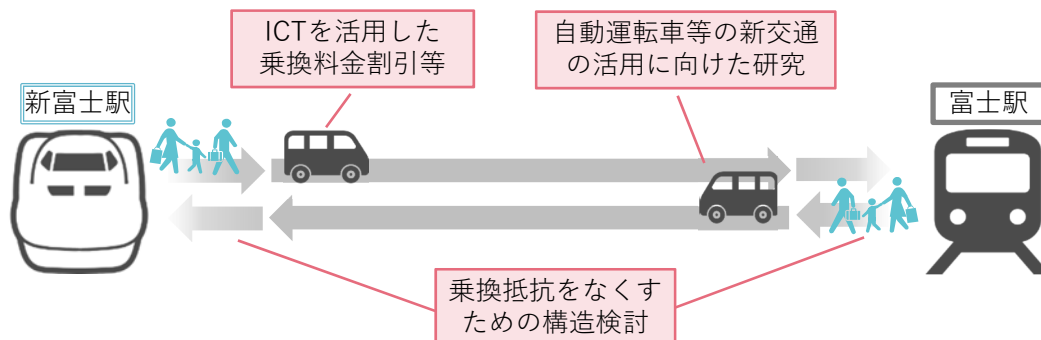 ICTを活用した
乗換料金割引等
自動運転車等の新交通
の活用に向けた研究
新富士駅
富士駅
乗換抵抗をなくす
ための構造検討